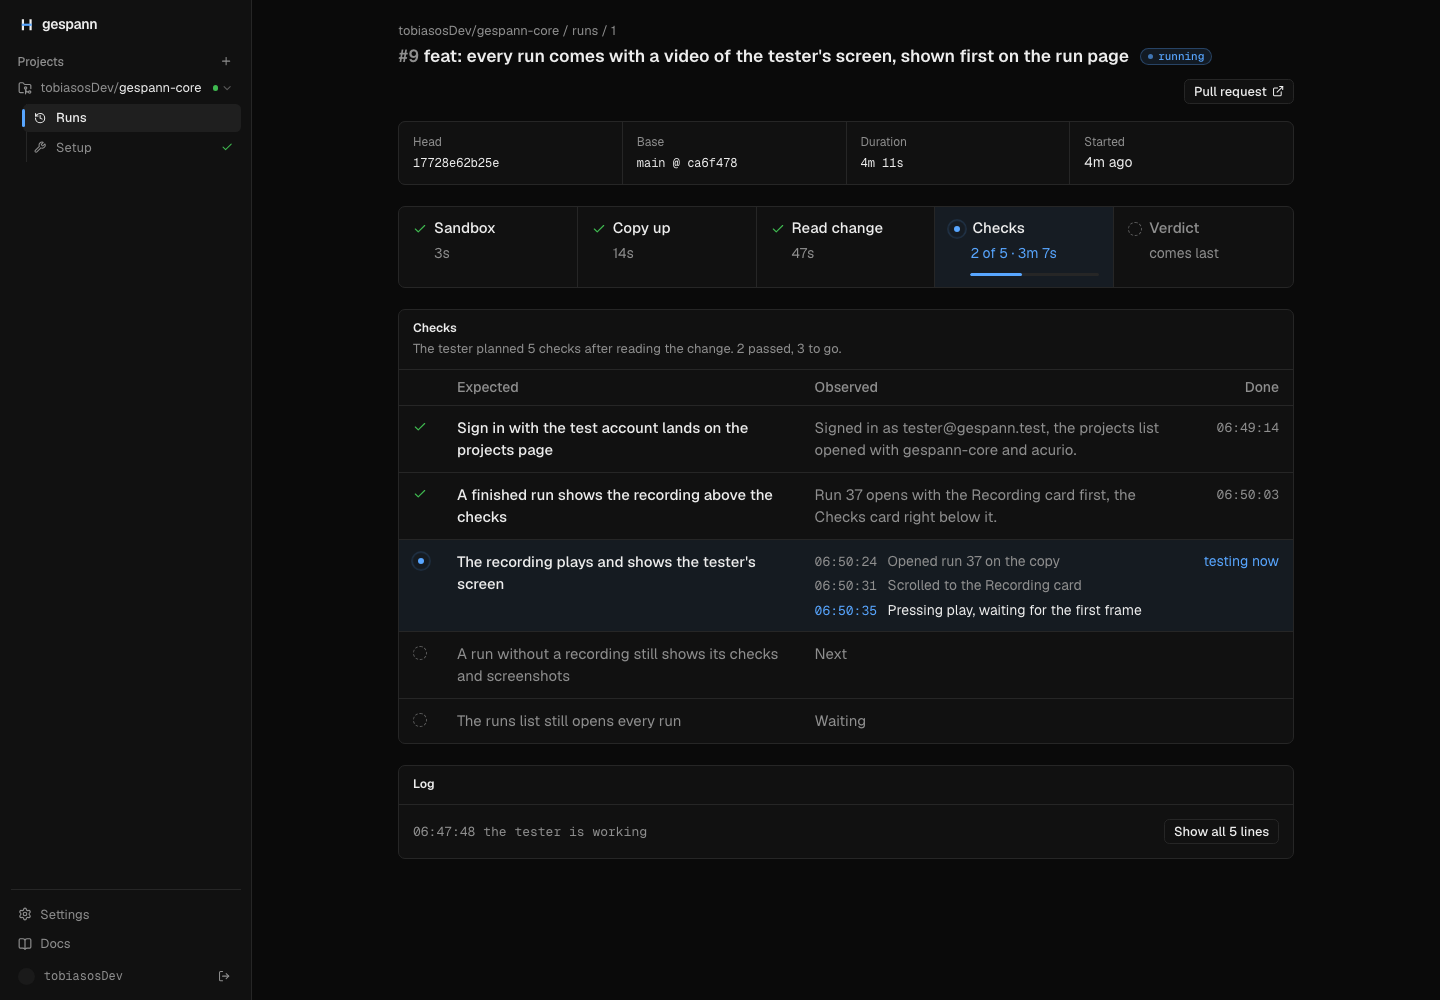 gespann
Projects
tobiasosDev/gespann-core
Runs
Setup
Settings
Docs
tobiasosDev
tobiasosDev/gespann-core / runs / 1
#9 feat: every run comes with a video of the tester's screen, shown first on the run page
running
Pull request
Head
17728e62b25e
Base
main @ ca6f478
Duration
4m 11s
Started
4m ago
Sandbox
3s
Copy up
14s
Read change
47s
Checks
2 of 5 · 3m 7s
Verdict
comes last
Checks
The tester planned 5 checks after reading the change. 2 passed, 3 to go.
Expected
Observed
Done
Sign in with the test account lands on the
projects page
Signed in as tester@gespann.test, the projects list
opened with gespann-core and acurio.
06:49:14
A finished run shows the recording above the
checks
Run 37 opens with the Recording card first, the
Checks card right below it.
06:50:03
The recording plays and shows the tester's
screen
06:50:24 Opened run 37 on the copy
06:50:31 Scrolled to the Recording card
06:50:35 Pressing play, waiting for the first frame
testing now
A run without a recording still shows its checks
and screenshots
Next
The runs list still opens every run
Waiting
Log
06:47:48 the tester is working
Show all 5 lines